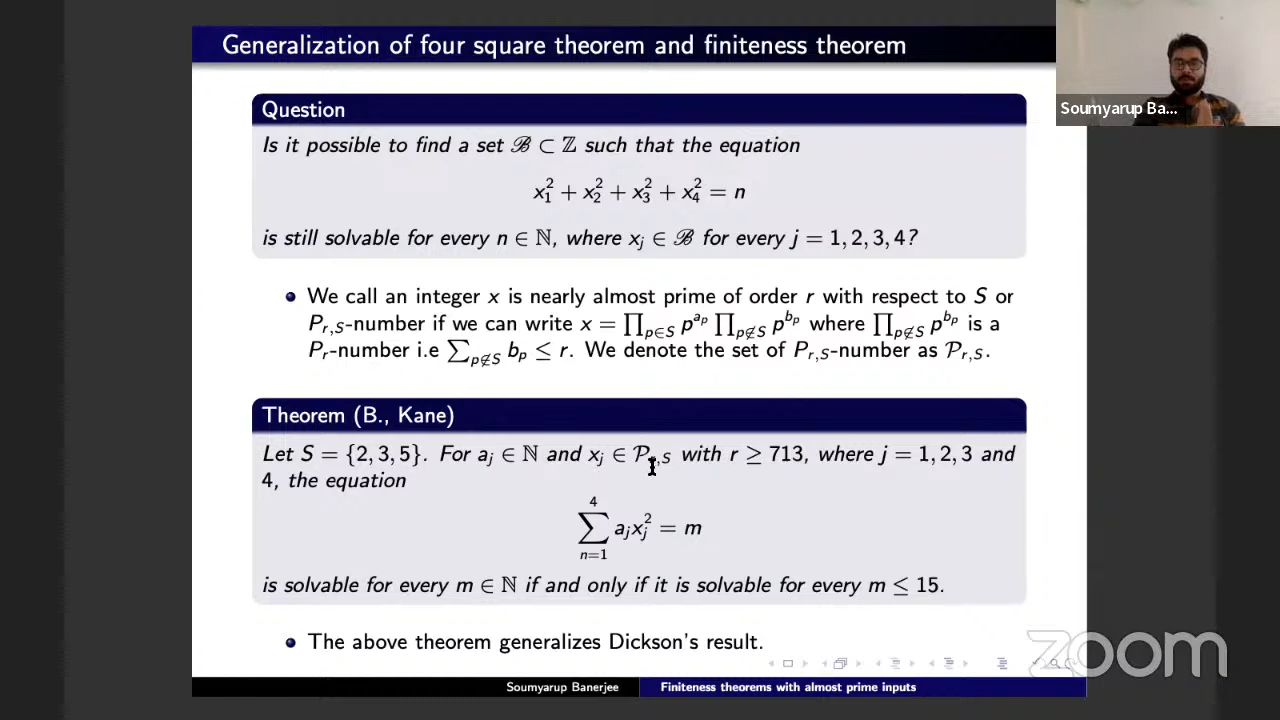 Generalization of four square theorem and finiteness theorem
Soumyarup Ba...
Question
Is it possible to find a set ℬ ⊂ ℤ such that the equation
x₁² + x₂² + x₃² + x₄² = n
is still solvable for every n ∈ ℕ, where xⱼ ∈ ℬ for every j = 1, 2, 3, 4?
We call an integer x is nearly almost prime of order r with respect to S or
P_{r,S}-number if we can write x = ∏_{p∈S} p^{a_p} ∏_{p∉S} p^{b_p} where ∏_{p∉S} p^{b_p} is a
P_r-number i.e ∑_{p∉S} b_p ≤ r. We denote the set of P_{r,S}-number as 𝒫_{r,S}.
Theorem (B., Kane)
Let S = {2, 3, 5}. For aⱼ ∈ ℕ and xⱼ ∈ 𝒫_{r,S} with r ≥ 713, where j = 1, 2, 3 and
4, the equation
∑_{n=1}^{4} aⱼxⱼ² = m
is solvable for every m ∈ ℕ if and only if it is solvable for every m ≤ 15.
The above theorem generalizes Dickson's result.
zoom
Soumyarup Banerjee Finiteness theorems with almost prime inputs